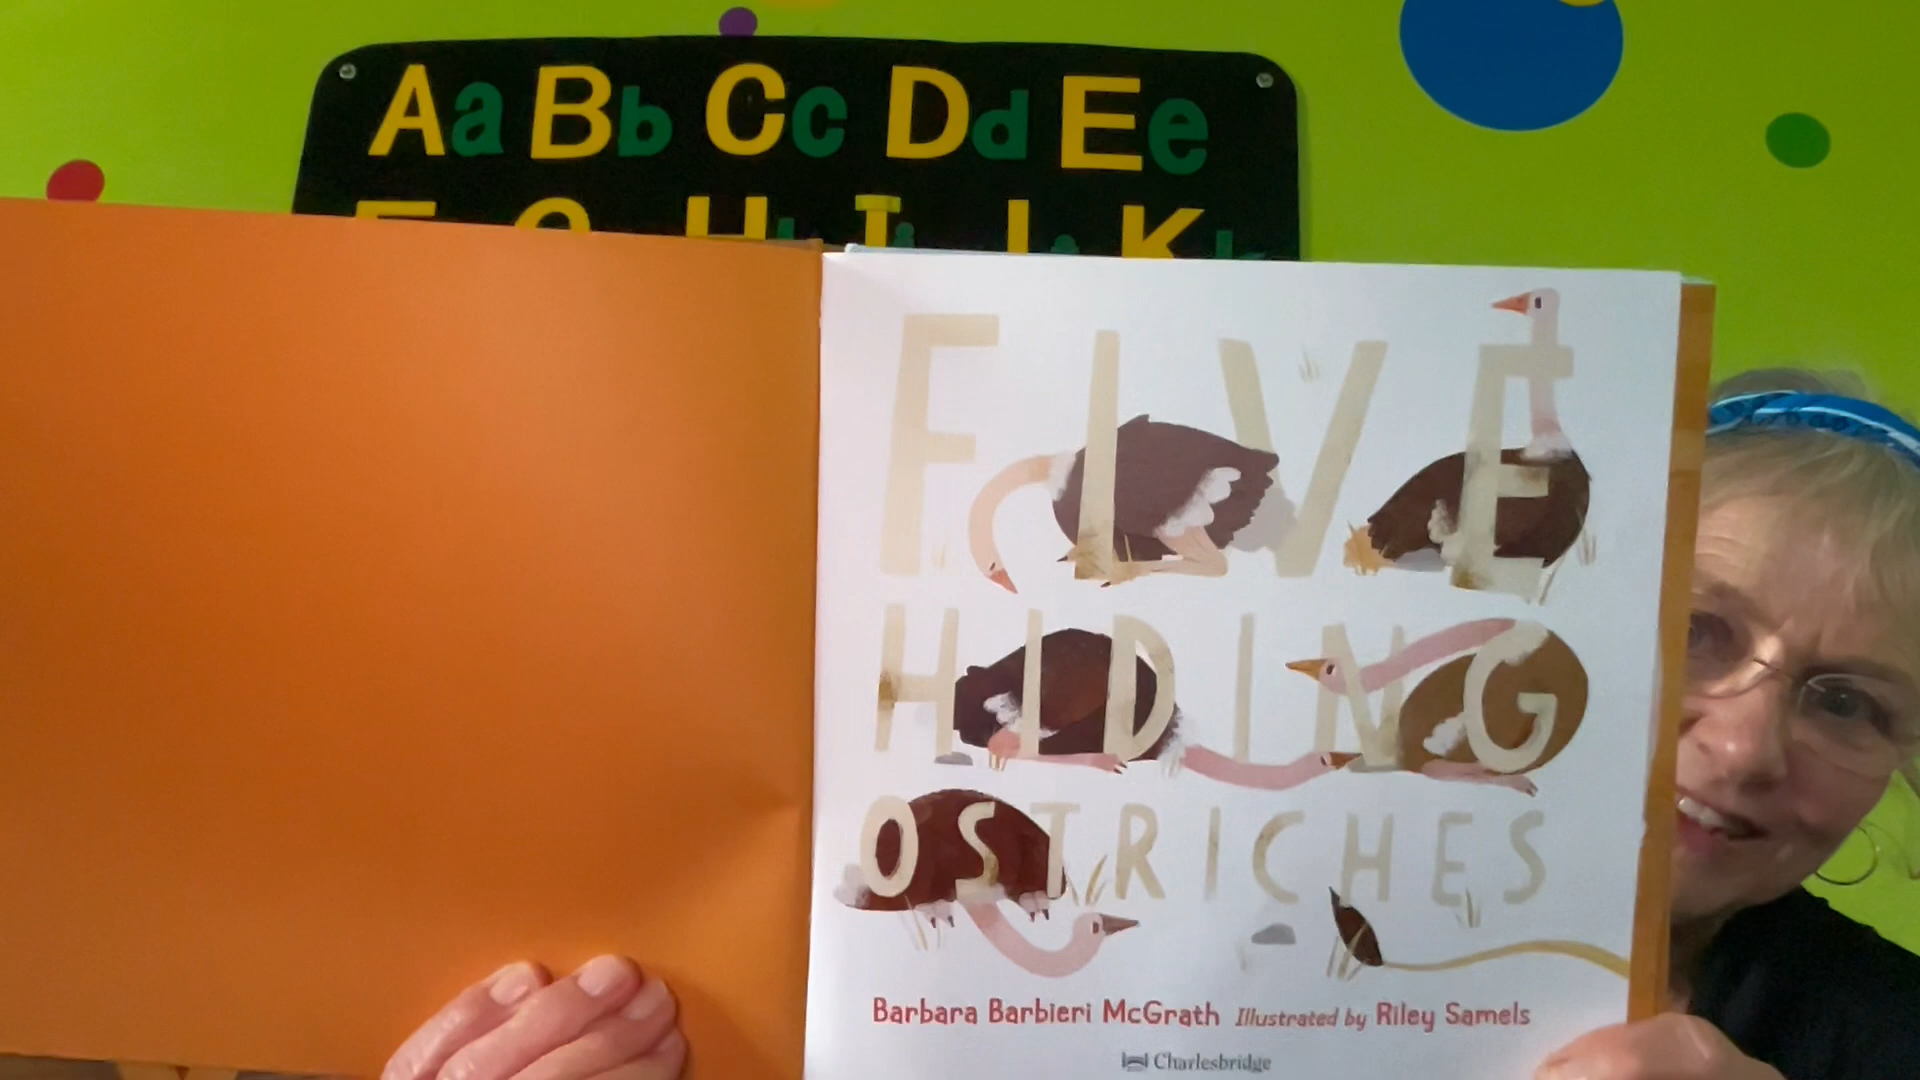 Aa Bb Cc Dd Ee
H I J K
FIVE
HIDING
OSTRICHES
Barbara Barbieri McGrath Illustrated by Riley Samels
Charlesbridge